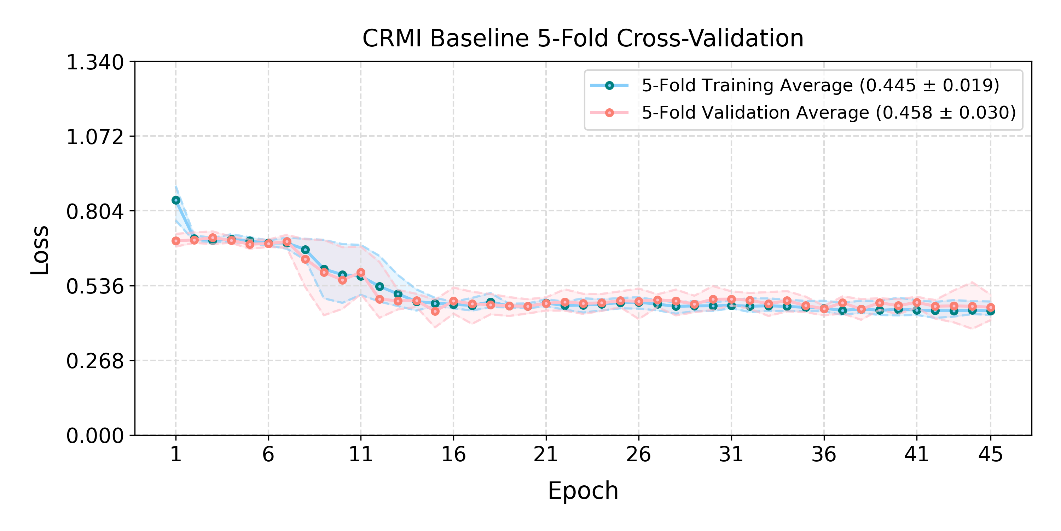 CRMI Baseline 5-Fold Cross-Validation
1.340
1.072
0.804
0.536
0.268
0.000
Loss
5-Fold Training Average (0.445 ± 0.019)
5-Fold Validation Average (0.458 ± 0.030)
1 6 11 16 21 26 31 36 41 45
Epoch